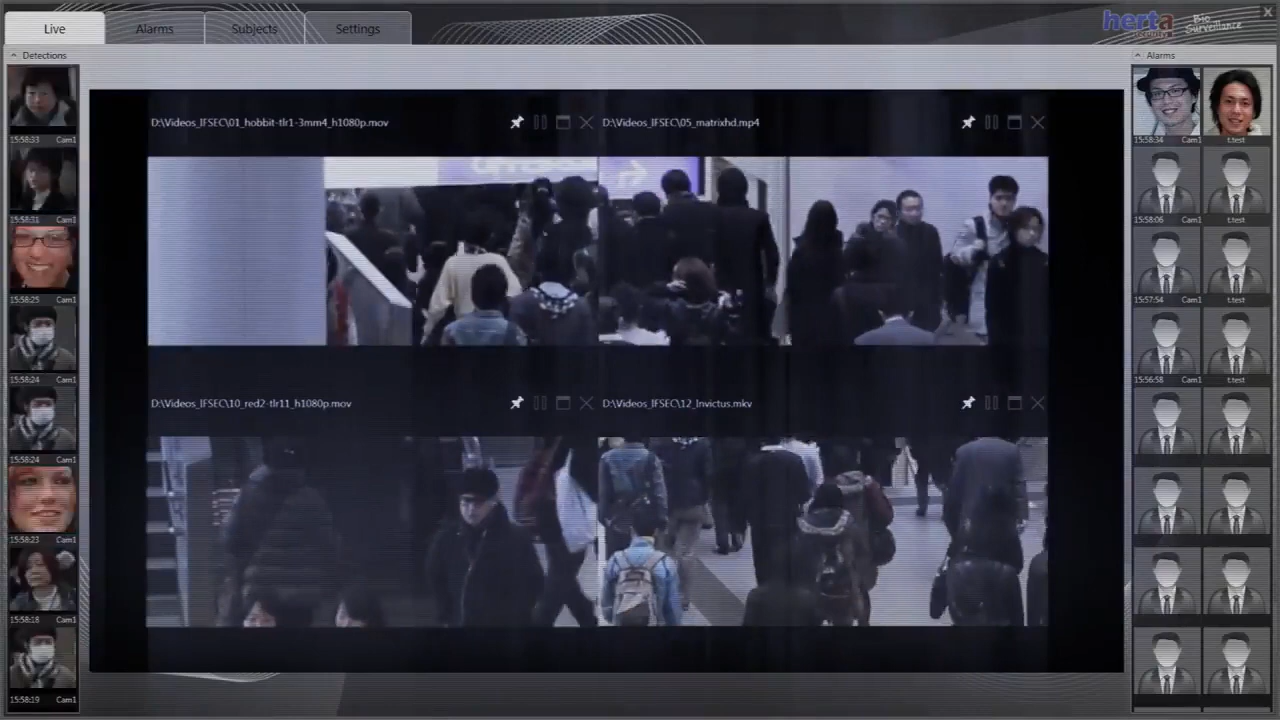 Live
Alarms
Subjects
Settings
herta
Bio
Surveillance
Detections
Alarms
15:58:33 Cam1
15:58:31 Cam1
15:58:25 Cam1
15:58:24 Cam1
15:58:24 Cam1
15:58:23 Cam1
15:58:18 Cam1
15:58:19 Cam1
D:\Videos_IFSEC\01_hobbit-tlr1-3mm4_h1080p.mov
D:\Videos_IFSEC\05_matrixhd.mp4
D:\Videos_IFSEC\10_red2-tlr11_h1080p.mov
D:\Videos_IFSEC\12_Invictus.mkv
15:58:34 Cam1 t.test
15:58:06 Cam1 t.test
15:57:54 Cam1 t.test
15:56:58 Cam1 t.test